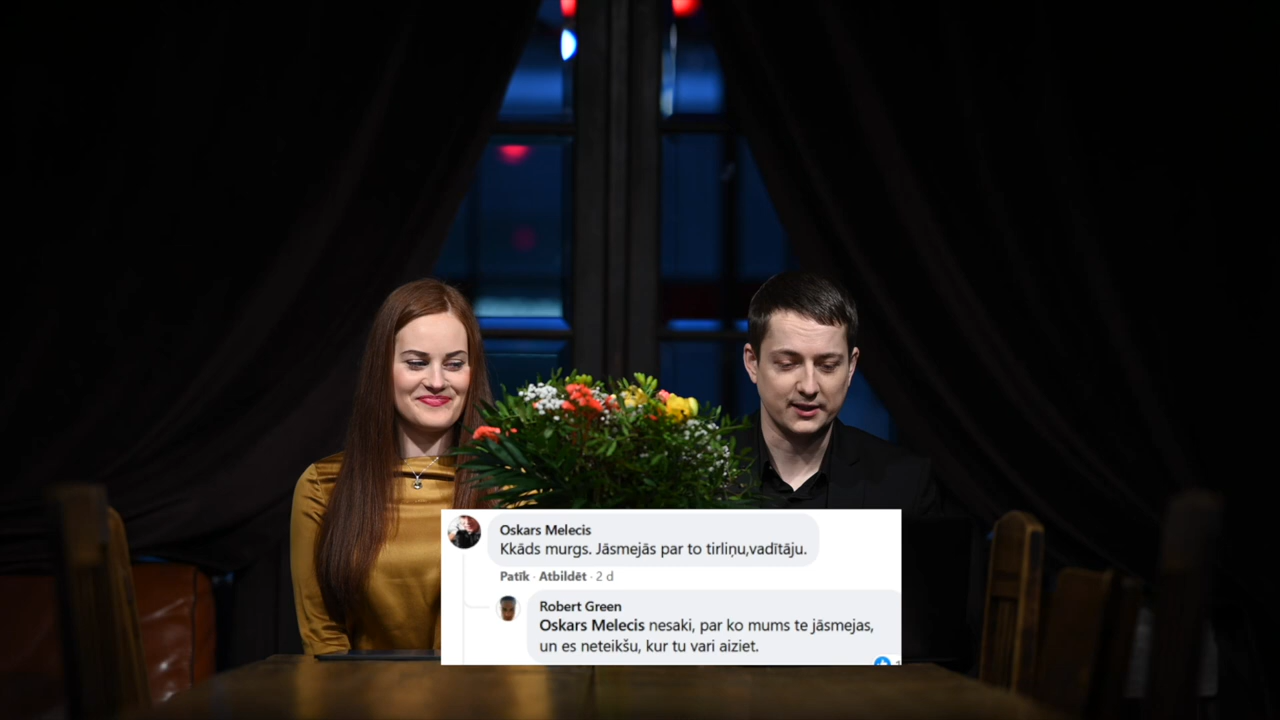 Oskars Melecis
Kkāds murgs. Jāsmejās par to tirliņu,vadītāju.
Patīk · Atbildēt · 2 d
Robert Green
Oskars Melecis nesaki, par ko mums te jāsmejas,
un es neteikšu, kur tu vari aiziet.